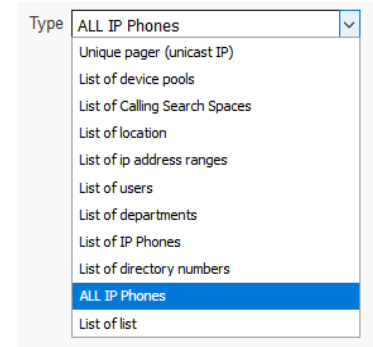 Type ALL IP Phones
Unique pager (unicast IP)
List of device pools
List of Calling Search Spaces
List of location
List of ip address ranges
List of users
List of departments
List of IP Phones
List of directory numbers
ALL IP Phones
List of list